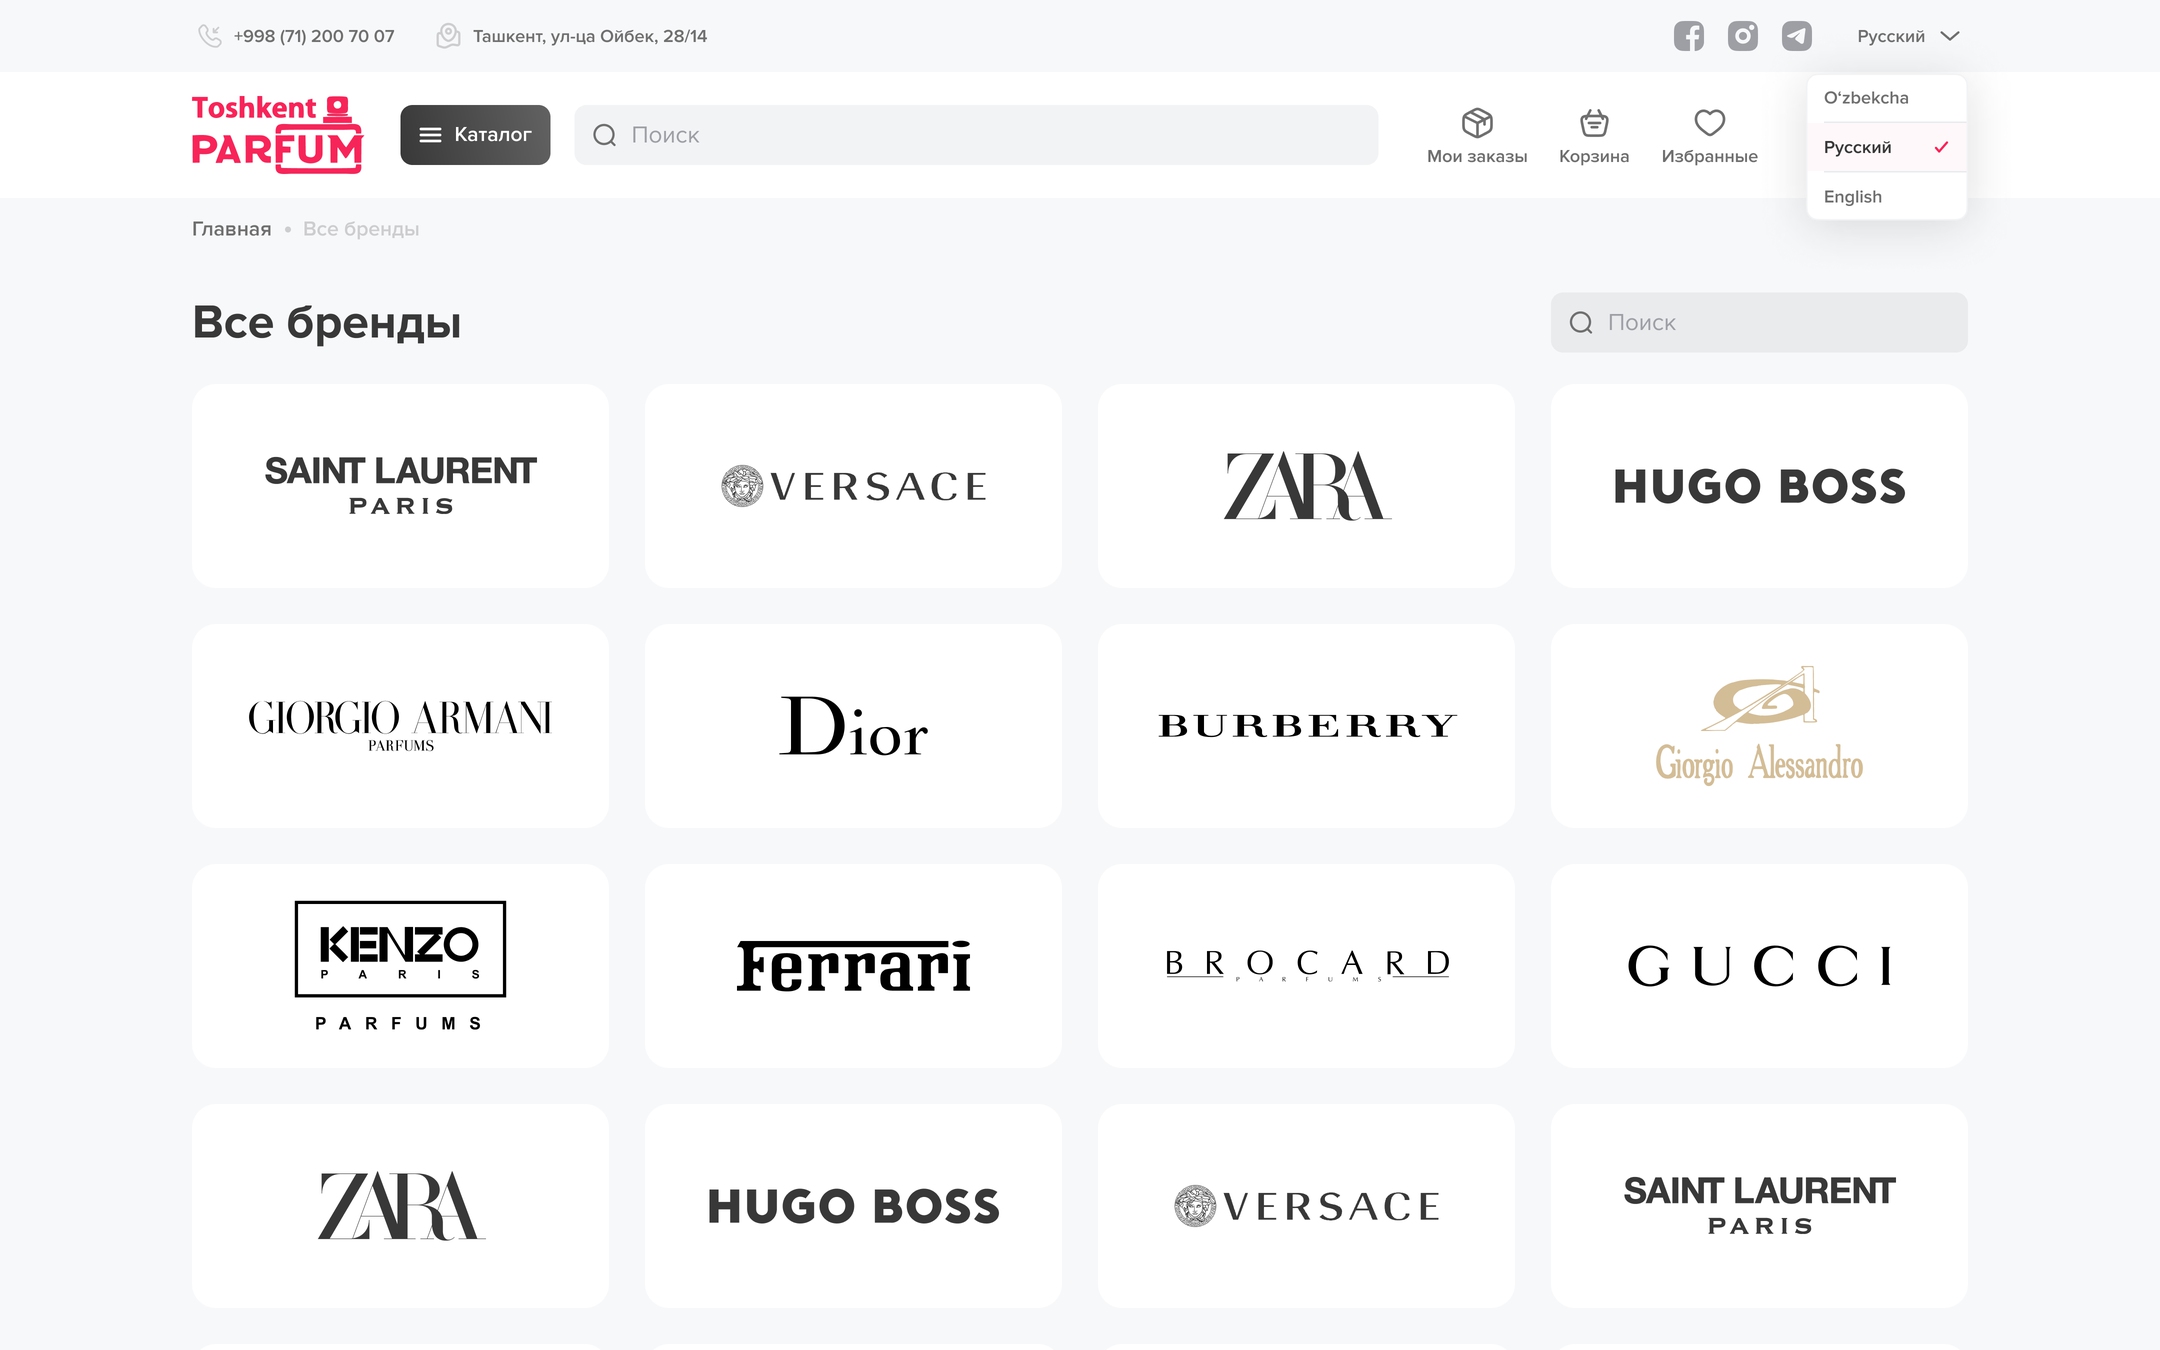 +998 (71) 200 70 07
Ташкент, ул-ца Ойбек, 28/14
Русский
Toshkent
PARFUM
Каталог
Поиск
Мои заказы
Корзина
Избранные
Oʻzbekcha
Русский
English
Главная • Все бренды
Все бренды
Поиск
SAINT LAURENT
PARIS
VERSACE
ZARA
HUGO BOSS
GIORGIO ARMANI
PARFUMS
Dior
BURBERRY
Giorgio Alessandro
KENZO
PARIS
PARFUMS
Ferrari
BROCARD
PARFUMS
GUCCI
ZARA
HUGO BOSS
VERSACE
SAINT LAURENT
PARIS